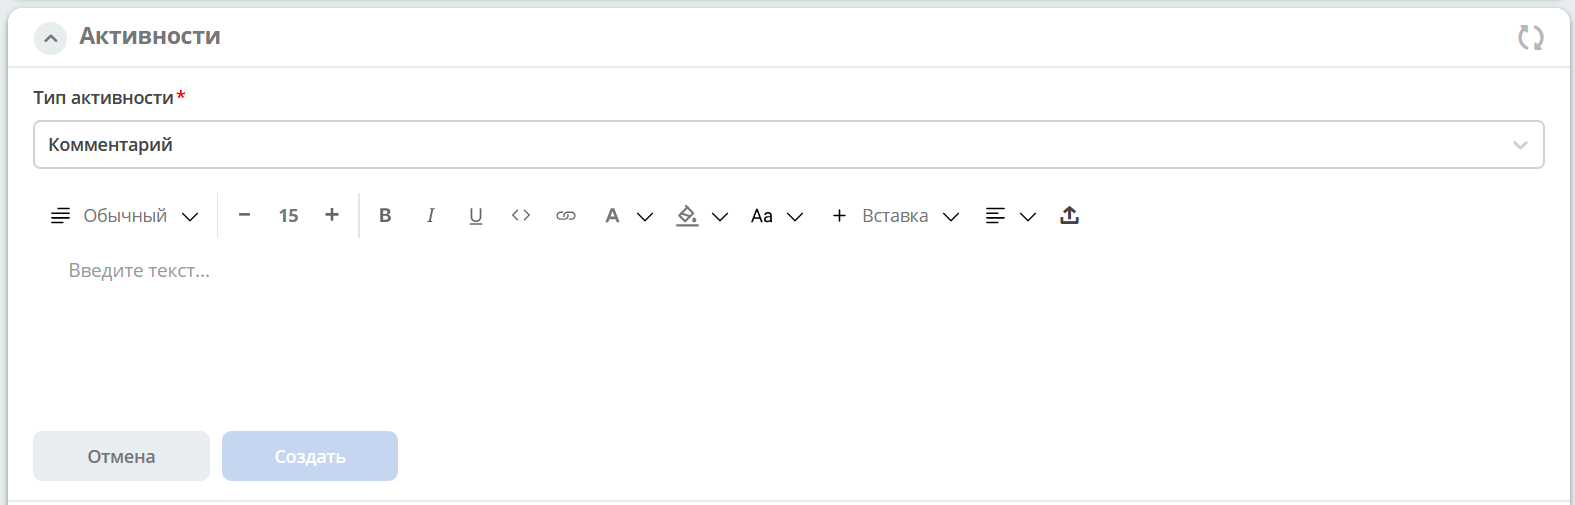 Активности
Тип активности*
Комментарий
Обычный − 15 + B I U <> A Aa + Вставка
Введите текст...
Отмена Создать